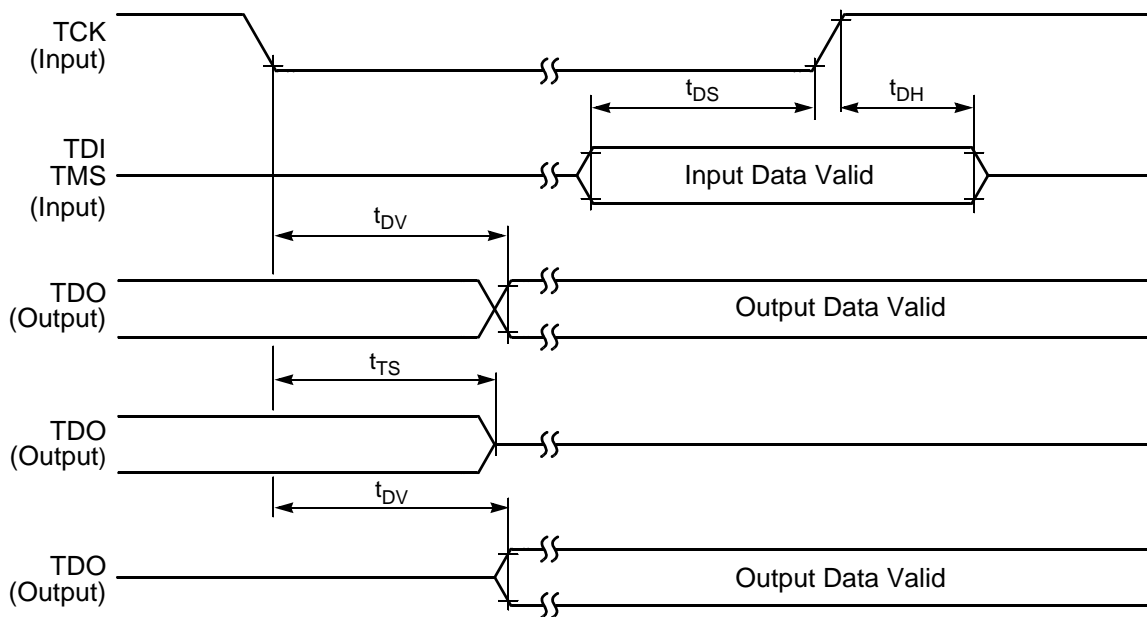 TCK
(Input)
tDS
tDH
TDI
TMS
(Input)
Input Data Valid
tDV
TDO
(Output)
Output Data Valid
tTS
TDO
(Output)
tDV
TDO
(Output)
Output Data Valid